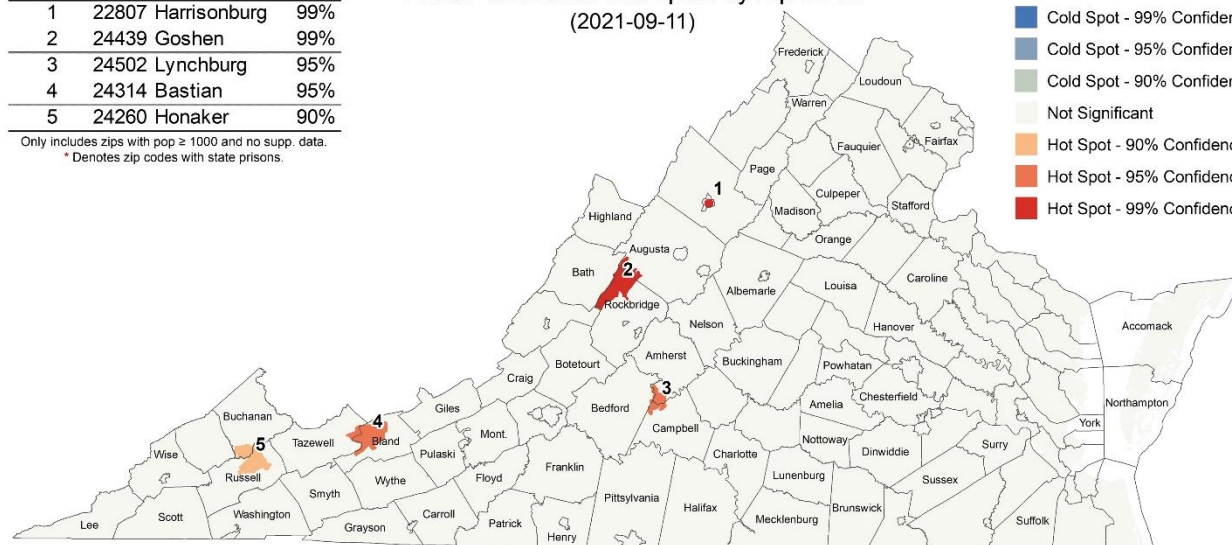 1 22807 Harrisonburg 99%
2 24439 Goshen 99%
3 24502 Lynchburg 95%
4 24314 Bastian 95%
5 24260 Honaker 90%
Only includes zips with pop ≥ 1000 and no supp. data.
* Denotes zip codes with state prisons.
(2021-09-11)
Cold Spot - 99% Confiden
Cold Spot - 95% Confiden
Cold Spot - 90% Confiden
Not Significant
Hot Spot - 90% Confidenc
Hot Spot - 95% Confidenc
Hot Spot - 99% Confidenc
Frederick
Loudoun
Warren
Fairfax
Fauquier
Page
1
Culpeper
Madison
Stafford
Highland
Orange
Augusta
Bath
2
Caroline
Albemarle
Louisa
Rockbridge
Nelson
Hanover
Accomack
Amherst
Buckingham
Botetourt
Powhatan
Craig
3
Chesterfield
Northampton
Giles
Bedford
Amelia
Buchanan
4
Campbell
York
Mont.
Tazewell
Bland
5
Nottoway
Surry
Wise
Pulaski
Charlotte
Dinwiddie
Franklin
Russell
Wythe
Floyd
Lunenburg
Sussex
Smyth
Pittsylvania
Halifax
Brunswick
Lee
Scott
Washington
Carroll
Mecklenburg
Suffolk
Grayson
Patrick
Henry